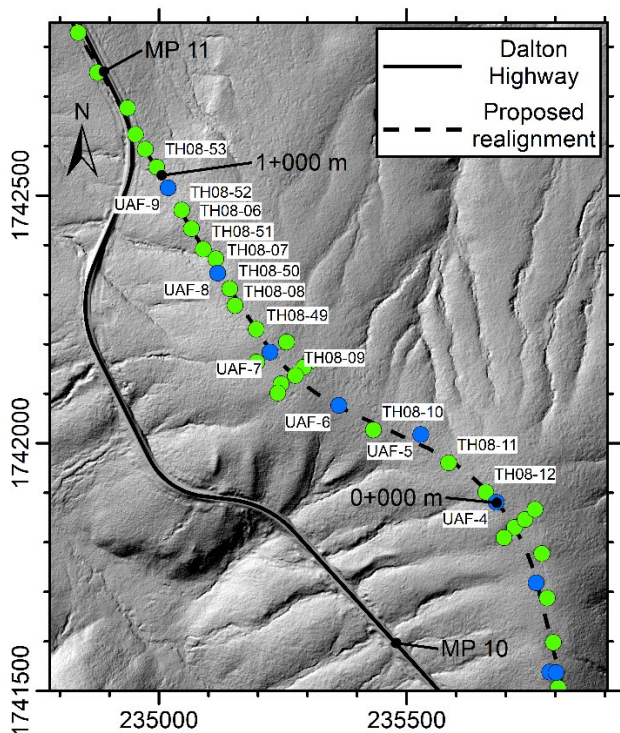 MP 11
Dalton
Highway
Proposed
realignment
N
TH08-53
1+000 m
1742500
UAF-9
TH08-52
TH08-06
TH08-51
TH08-07
TH08-50
UAF-8
TH08-08
TH08-49
UAF-7
TH08-09
UAF-6
TH08-10
UAF-5
TH08-11
1742000
TH08-12
0+000 m
UAF-4
MP 10
1741500
235000
235500